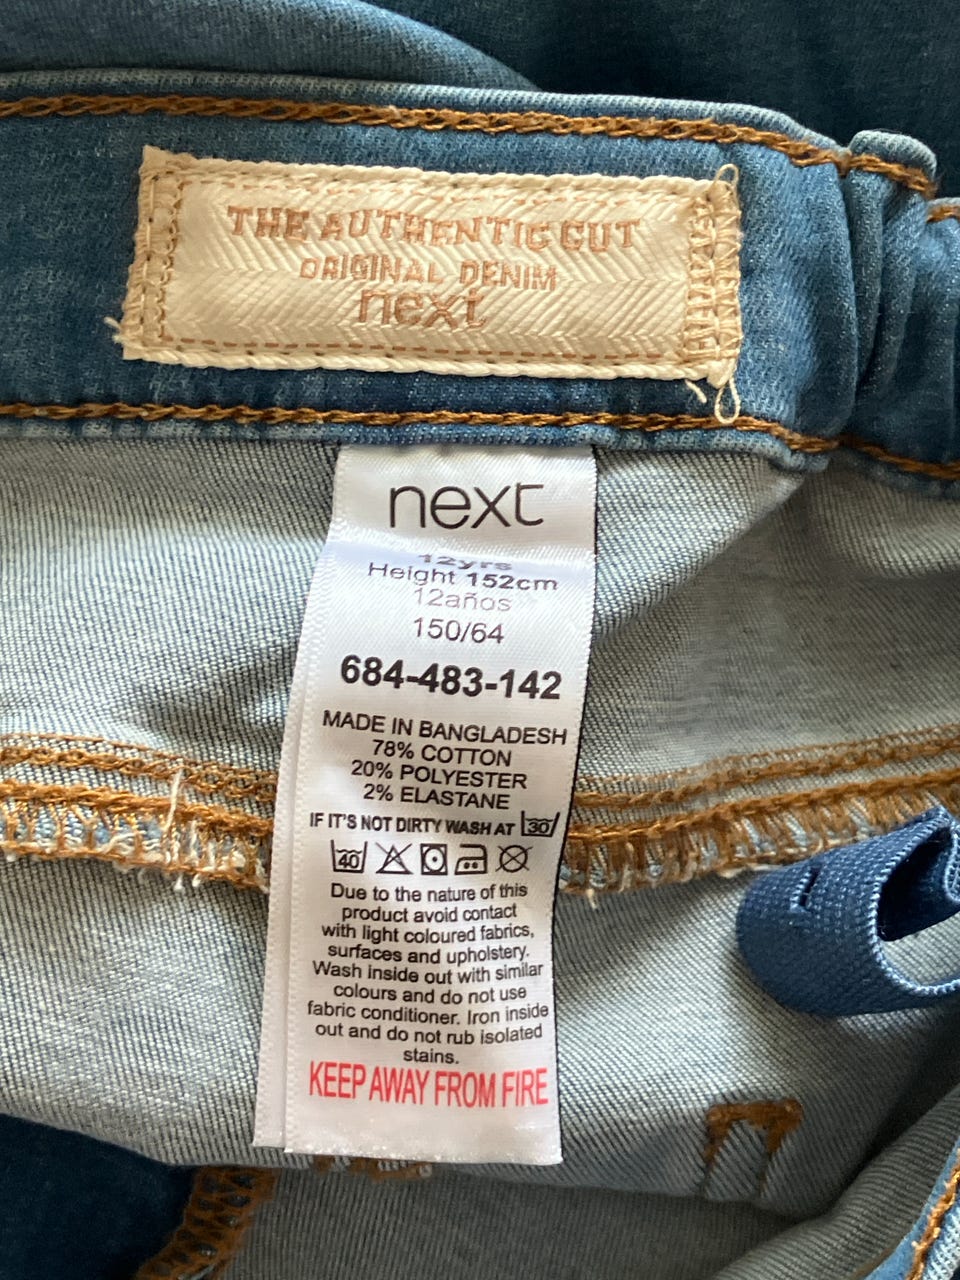 THE AUTHENTIC CUT
ORIGINAL DENIM
next
next
12yrs
Height 152cm
12años
150/64
684-483-142
MADE IN BANGLADESH
78% COTTON
20% POLYESTER
2% ELASTANE
IF IT'S NOT DIRTY WASH AT 30
40
Due to the nature of this
product avoid contact
with light coloured fabrics,
surfaces and upholstery.
Wash inside out with similar
colours and do not use
fabric conditioner. Iron inside
out and do not rub isolated
stains.
KEEP AWAY FROM FIRE